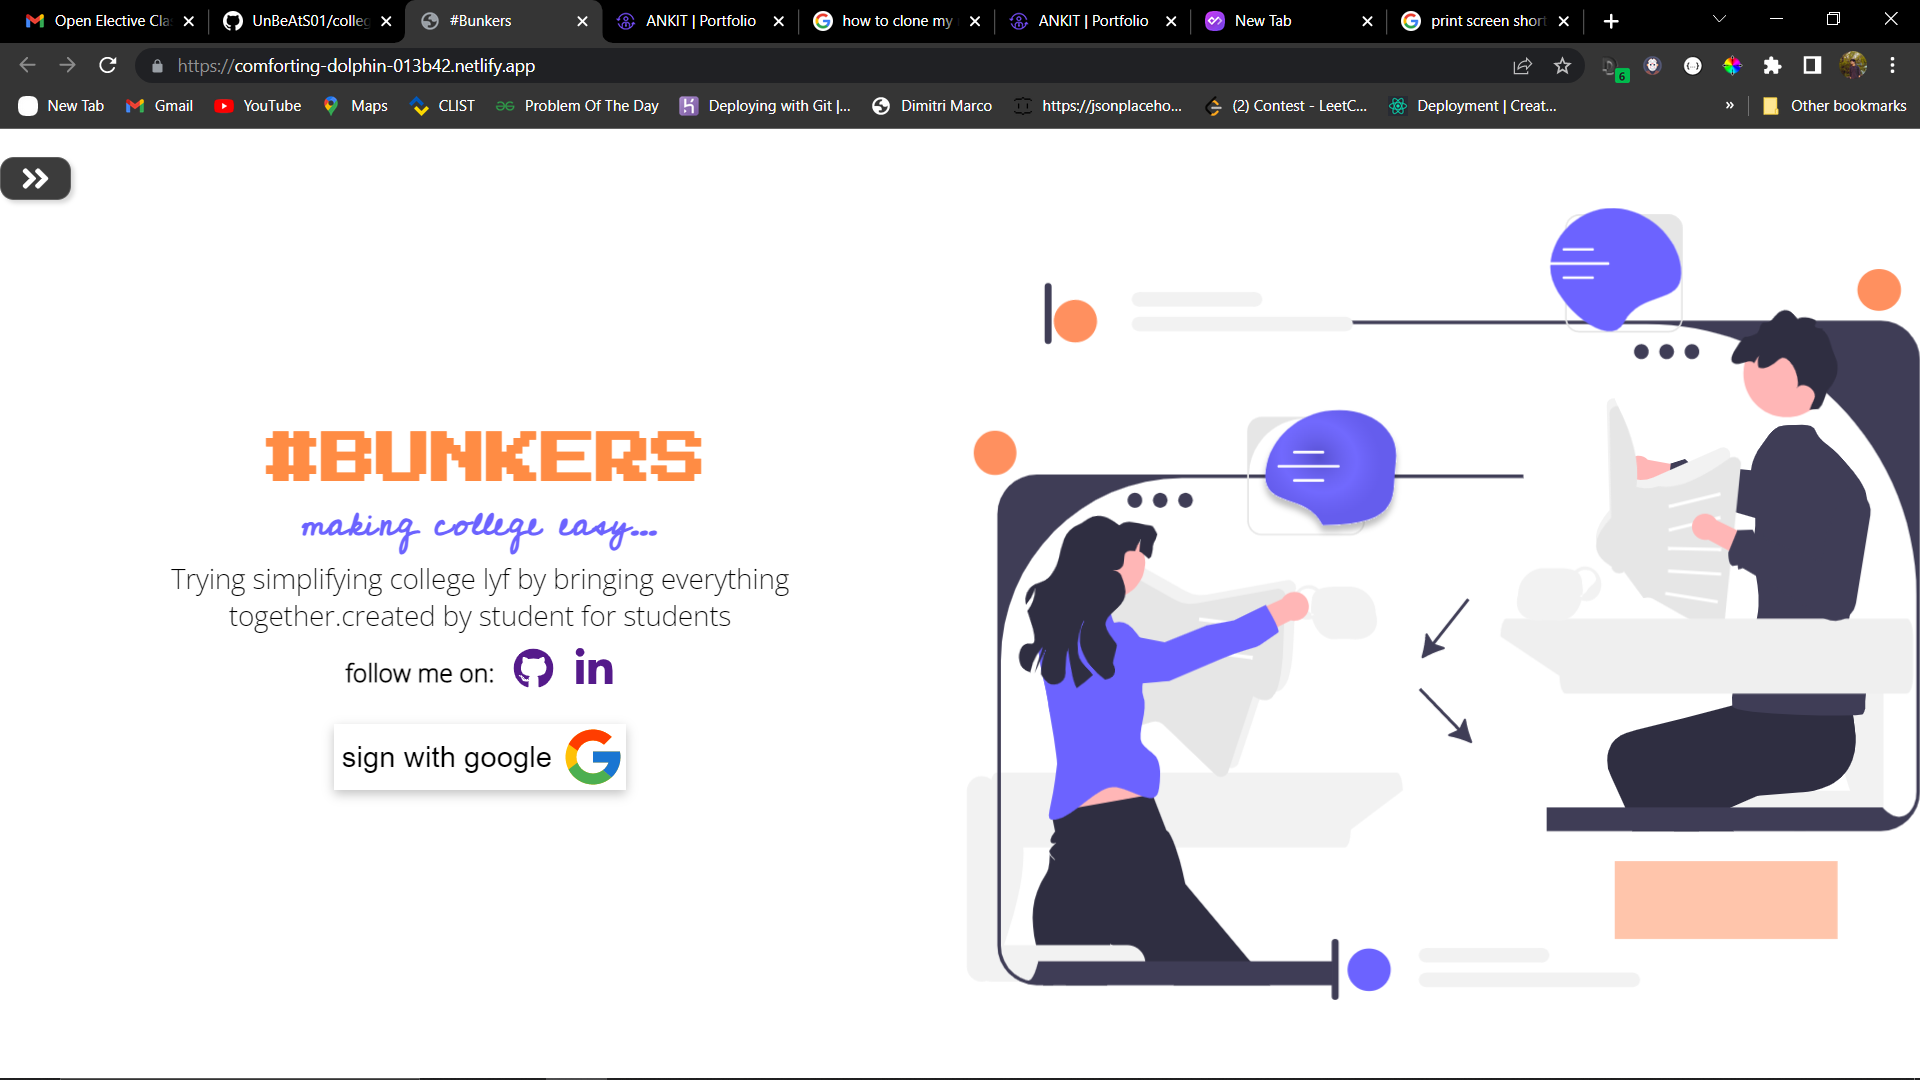 Open Elective Cla
UnBeAtS01/colleg
#Bunkers
ANKIT | Portfolio
how to clone my
ANKIT | Portfolio
New Tab
print screen short
https://comforting-dolphin-013b42.netlify.app
6
New Tab
Gmail
YouTube
Maps
CLIST
Problem Of The Day
Deploying with Git |...
Dimitri Marco
https://jsonplaceho...
(2) Contest - LeetC...
Deployment | Creat...
»
Other bookmarks
#BUNKERS
making college easy...
Trying simplifying college lyf by bringing everything
together.created by student for students
follow me on:
in
sign with google